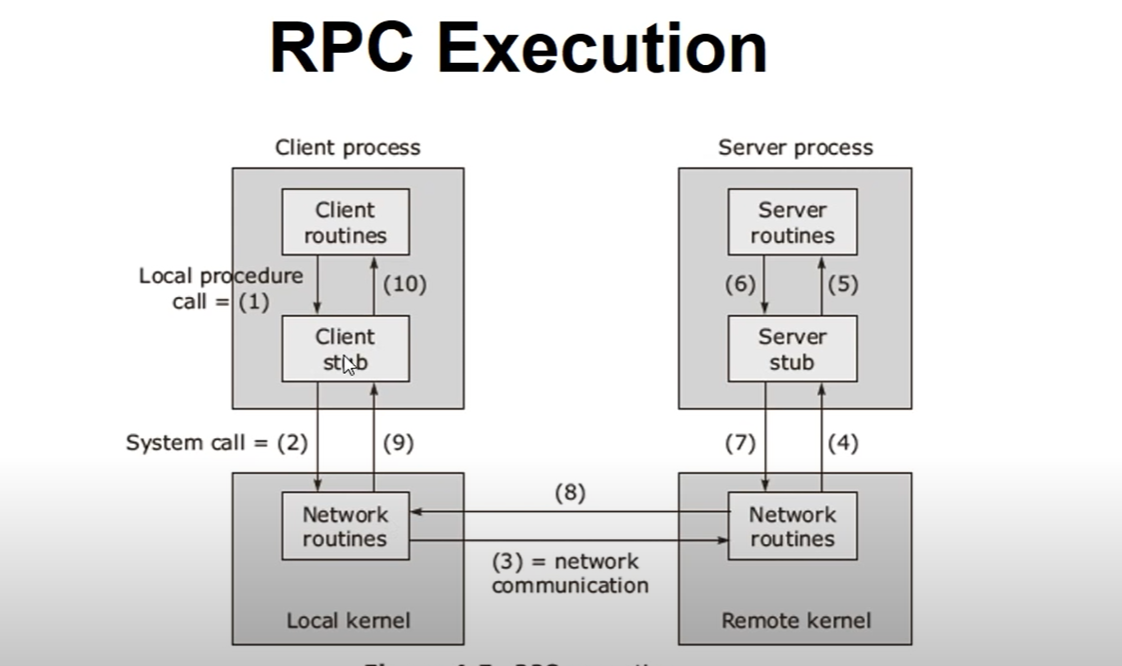 RPC Execution
Client process
Server process
Client
routines
Server
routines
Local procedure
call = (1)
(10)
(6)
(5)
Client
stub
Server
stub
System call = (2)
(9)
(7)
(4)
(8)
Network
routines
Network
routines
(3) = network
communication
Local kernel
Remote kernel